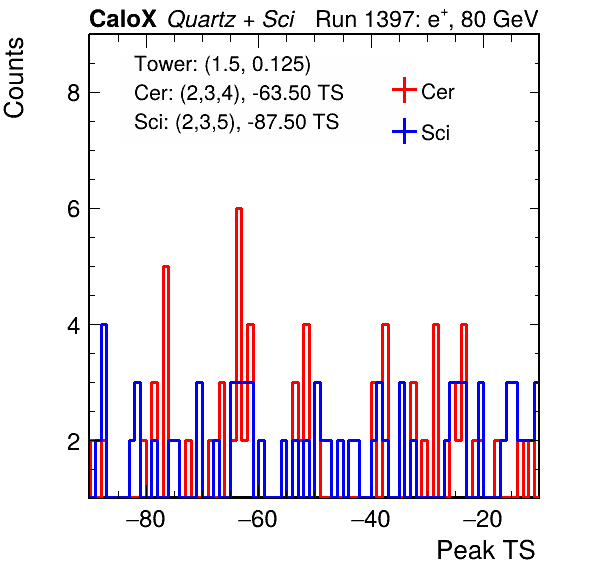 CaloX Quartz + Sci Run 1397: e⁺, 80 GeV
Counts
Tower: (1.5, 0.125)
Cer: (2,3,4), -63.50 TS
Sci: (2,3,5), -87.50 TS
Cer
Sci
8
6
4
2
−80 −60 −40 −20
Peak TS